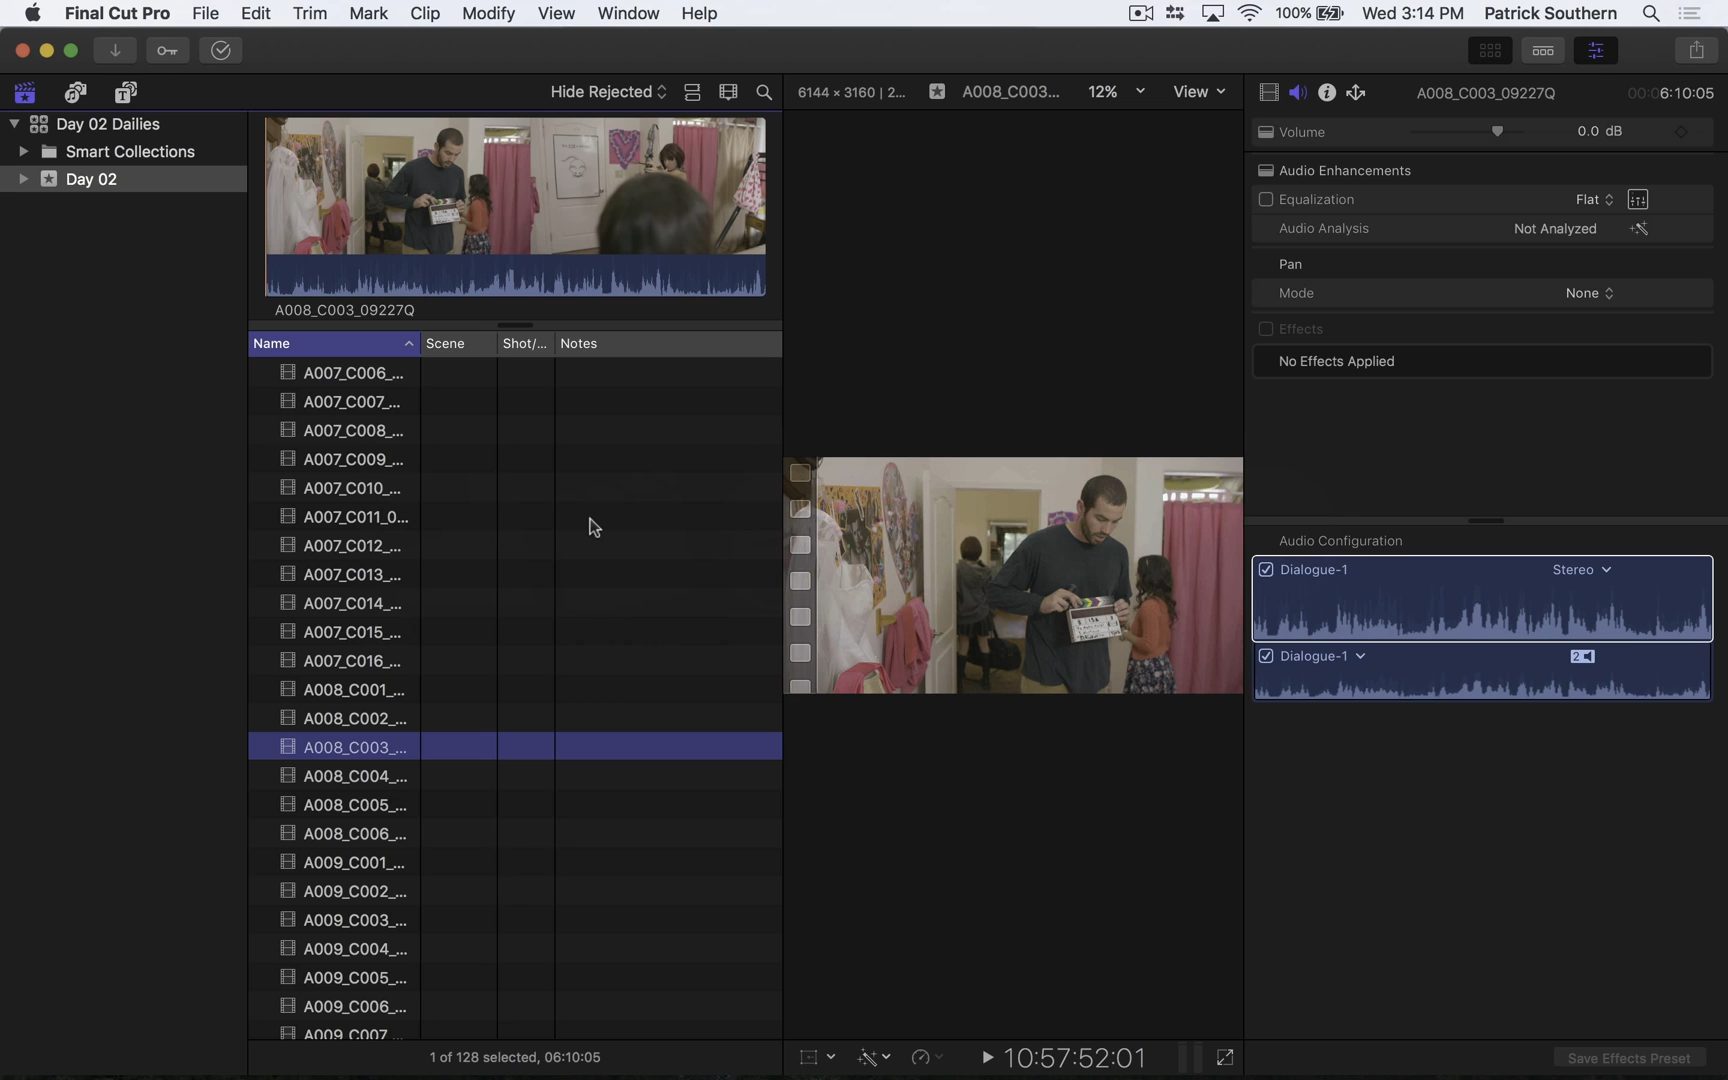 Final Cut Pro File Edit Trim Mark Clip Modify View Window Help 100% Wed 3:14 PM Patrick Southern
Hide Rejected 6144 × 3160 | 2... A008_C003... 12% View A008_C003_09227Q 00:06:10:05
Day 02 Dailies
Smart Collections
Day 02
A008_C003_09227Q
Name Scene Shot/... Notes
A007_C006_...
A007_C007_...
A007_C008_...
A007_C009_...
A007_C010_...
A007_C011_0...
A007_C012_...
A007_C013_...
A007_C014_...
A007_C015_...
A007_C016_...
A008_C001_...
A008_C002_...
A008_C003_...
A008_C004_...
A008_C005_...
A008_C006_...
A009_C001_...
A009_C002_...
A009_C003_...
A009_C004_...
A009_C005_...
A009_C006_...
A009_C007_...
1 of 128 selected, 06:10:05
10:57:52:01
Volume 0.0 dB
Audio Enhancements
Equalization Flat
Audio Analysis Not Analyzed
Pan
Mode None
Effects
No Effects Applied
Audio Configuration
Dialogue-1 Stereo
Dialogue-1 2
Save Effects Preset